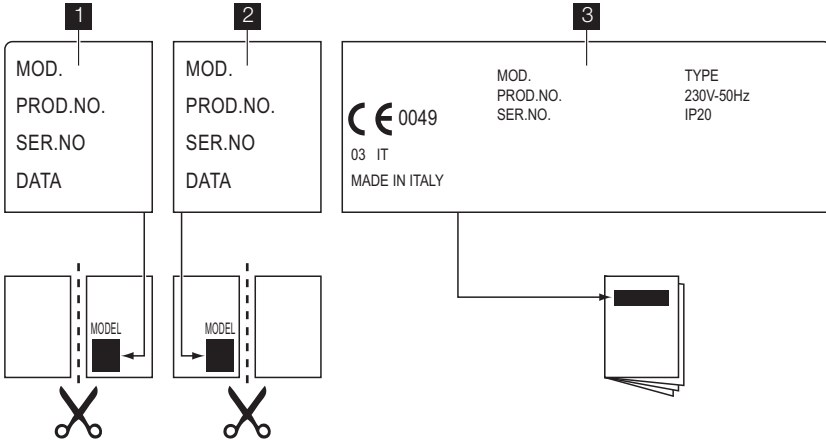 1
MOD.
PROD.NO.
SER.NO
DATA
MODEL
2
MOD.
PROD.NO.
SER.NO
DATA
MODEL
3
CE 0049
03 IT
MADE IN ITALY
MOD.
PROD.NO.
SER.NO.
TYPE
230V-50Hz
IP20